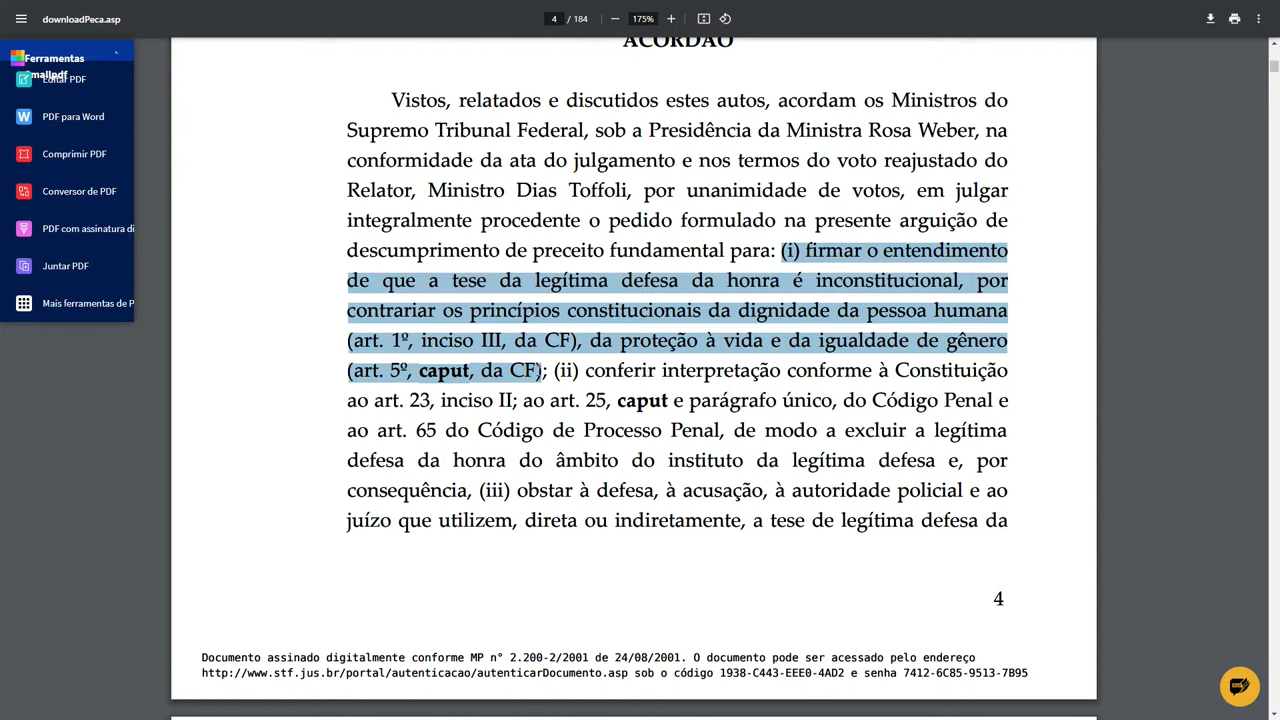 downloadPeca.asp
4 / 184
175%
Ferramentas
Smallpdf
Editar PDF
PDF para Word
Comprimir PDF
Conversor de PDF
PDF com assinatura di
Juntar PDF
Mais ferramentas de P
ACÓRDÃO
Vistos, relatados e discutidos estes autos, acordam os Ministros do
Supremo Tribunal Federal, sob a Presidência da Ministra Rosa Weber, na
conformidade da ata do julgamento e nos termos do voto reajustado do
Relator, Ministro Dias Toffoli, por unanimidade de votos, em julgar
integralmente procedente o pedido formulado na presente arguição de
descumprimento de preceito fundamental para: (i) firmar o entendimento
de que a tese da legítima defesa da honra é inconstitucional, por
contrariar os princípios constitucionais da dignidade da pessoa humana
(art. 1º, inciso III, da CF), da proteção à vida e da igualdade de gênero
(art. 5º, caput, da CF); (ii) conferir interpretação conforme à Constituição
ao art. 23, inciso II; ao art. 25, caput e parágrafo único, do Código Penal e
ao art. 65 do Código de Processo Penal, de modo a excluir a legítima
defesa da honra do âmbito do instituto da legítima defesa e, por
consequência, (iii) obstar à defesa, à acusação, à autoridade policial e ao
juízo que utilizem, direta ou indiretamente, a tese de legítima defesa da
4
Documento assinado digitalmente conforme MP n° 2.200-2/2001 de 24/08/2001. O documento pode ser acessado pelo endereço
http://www.stf.jus.br/portal/autenticacao/autenticarDocumento.asp sob o código 1938-C443-EEE0-4AD2 e senha 7412-6C85-9513-7B95